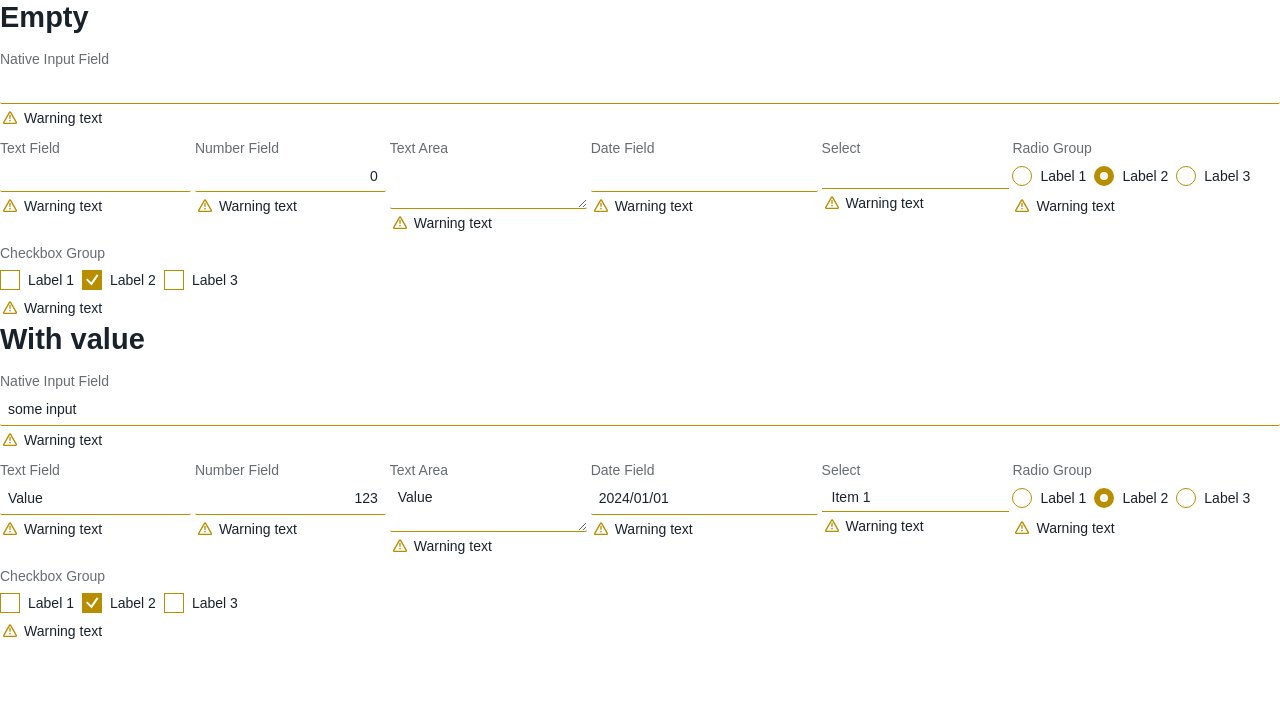 Empty
Native Input Field
Warning text
Text Field Number Field Text Area Date Field Select Radio Group
0 Label 1 Label 2 Label 3
Warning text Warning text Warning text Warning text Warning text Warning text
Checkbox Group
Label 1 Label 2 Label 3
Warning text
With value
Native Input Field
some input
Warning text
Text Field Number Field Text Area Date Field Select Radio Group
Value 123 Value 2024/01/01 Item 1 Label 1 Label 2 Label 3
Warning text Warning text Warning text Warning text Warning text Warning text
Checkbox Group
Label 1 Label 2 Label 3
Warning text